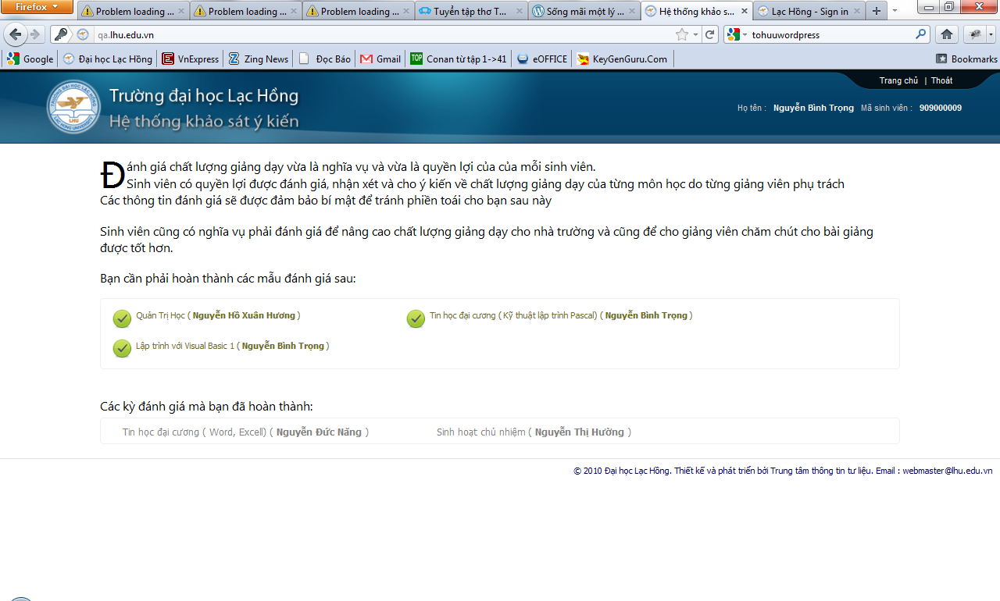 Firefox
Problem loading ...
Problem loading ...
Problem loading ...
Tuyển tập thơ T...
Sống mãi một lý ...
Hệ thống khảo s...
Lạc Hồng - Sign in
qa.lhu.edu.vn
tohuuwordpress
Google
Đại học Lạc Hồng
VnExpress
Zing News
Đọc Báo
Gmail
TOP
Conan từ tập 1->41
eOFFICE
KeyGenGuru.Com
Bookmarks
Trang chủ | Thoát
Trường đại học Lạc Hồng
Hệ thống khảo sát ý kiến
LHU
Họ tên : Nguyễn Bình Trọng Mã sinh viên : 909000009
Đánh giá chất lượng giảng dạy vừa là nghĩa vụ và vừa là quyền lợi của của mỗi sinh viên.
Sinh viên có quyền lợi được đánh giá, nhận xét và cho ý kiến về chất lượng giảng dạy của từng môn học do từng giảng viên phụ trách
Các thông tin đánh giá sẽ được đảm bảo bí mật để tránh phiền toái cho bạn sau này
Sinh viên cũng có nghĩa vụ phải đánh giá để nâng cao chất lượng giảng dạy cho nhà trường và cũng để cho giảng viên chăm chút cho bài giảng
được tốt hơn.
Bạn cần phải hoàn thành các mẫu đánh giá sau:
Quản Trị Học ( Nguyễn Hồ Xuân Hương )
Tin học đại cương ( Kỹ thuật lập trình Pascal) ( Nguyễn Bình Trọng )
Lập trình với Visual Basic 1 ( Nguyễn Bình Trọng )
Các kỳ đánh giá mà bạn đã hoàn thành:
Tin học đại cương ( Word, Excell) ( Nguyễn Đức Năng )
Sinh hoạt chủ nhiệm ( Nguyễn Thị Hường )
© 2010 Đại học Lạc Hồng. Thiết kế và phát triển bởi Trung tâm thông tin tư liệu. Email : webmaster@lhu.edu.vn